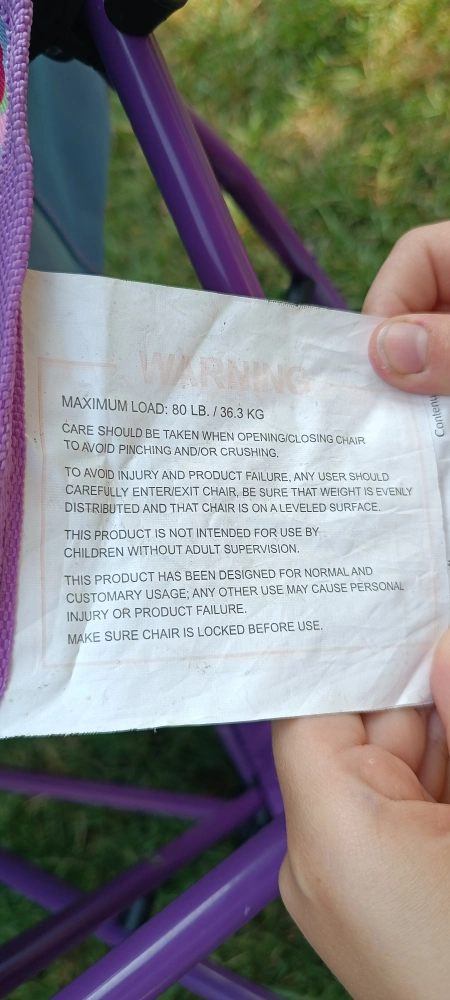 WARNING
MAXIMUM LOAD: 80 LB. / 36.3 KG
CARE SHOULD BE TAKEN WHEN OPENING/CLOSING CHAIR
TO AVOID PINCHING AND/OR CRUSHING.
TO AVOID INJURY AND PRODUCT FAILURE, ANY USER SHOULD
CAREFULLY ENTER/EXIT CHAIR, BE SURE THAT WEIGHT IS EVENLY
DISTRIBUTED AND THAT CHAIR IS ON A LEVELED SURFACE.
THIS PRODUCT IS NOT INTENDED FOR USE BY
CHILDREN WITHOUT ADULT SUPERVISION.
THIS PRODUCT HAS BEEN DESIGNED FOR NORMAL AND
CUSTOMARY USAGE; ANY OTHER USE MAY CAUSE PERSONAL
INJURY OR PRODUCT FAILURE.
MAKE SURE CHAIR IS LOCKED BEFORE USE.